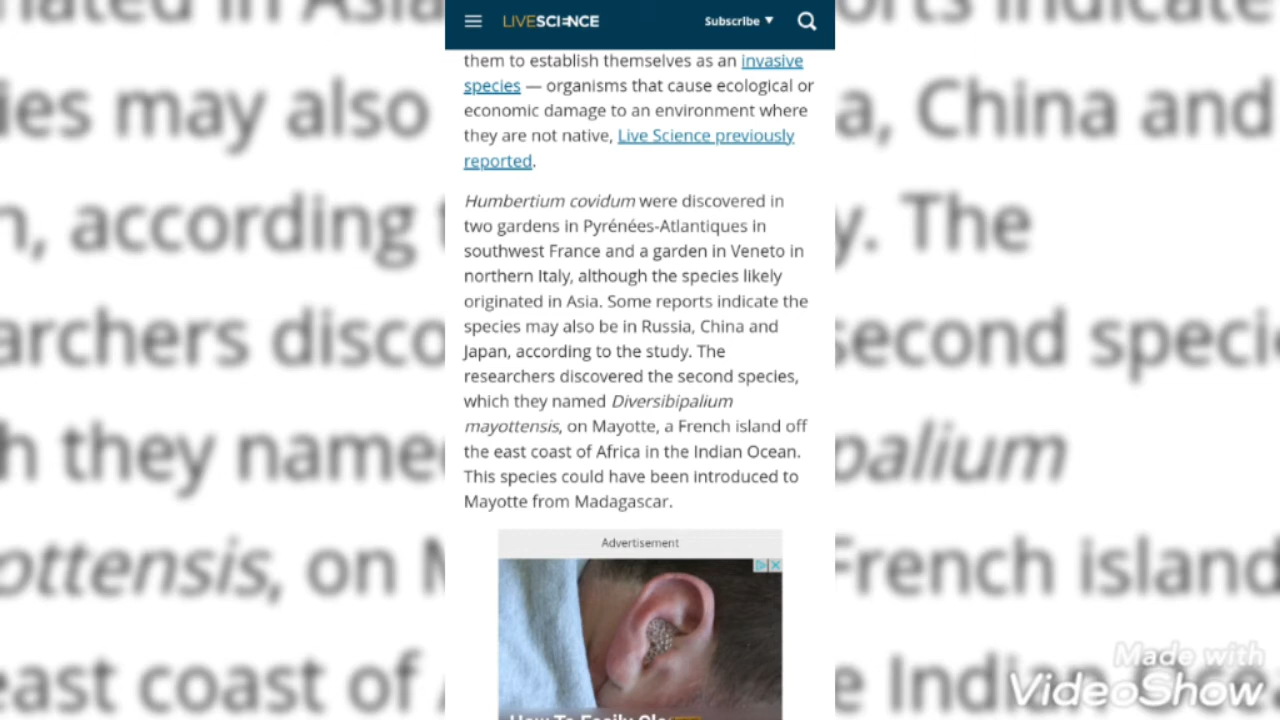 LIVESCIENCE
Subscribe
them to establish themselves as an invasive
species — organisms that cause ecological or
economic damage to an environment where
they are not native, Live Science previously
reported.
Humbertium covidum were discovered in
two gardens in Pyrénées-Atlantiques in
southwest France and a garden in Veneto in
northern Italy, although the species likely
originated in Asia. Some reports indicate the
species may also be in Russia, China and
Japan, according to the study. The
researchers discovered the second species,
which they named Diversibipalium
mayottensis, on Mayotte, a French island off
the east coast of Africa in the Indian Ocean.
This species could have been introduced to
Mayotte from Madagascar.
Advertisement
How To Easily
Made with
VideoShow